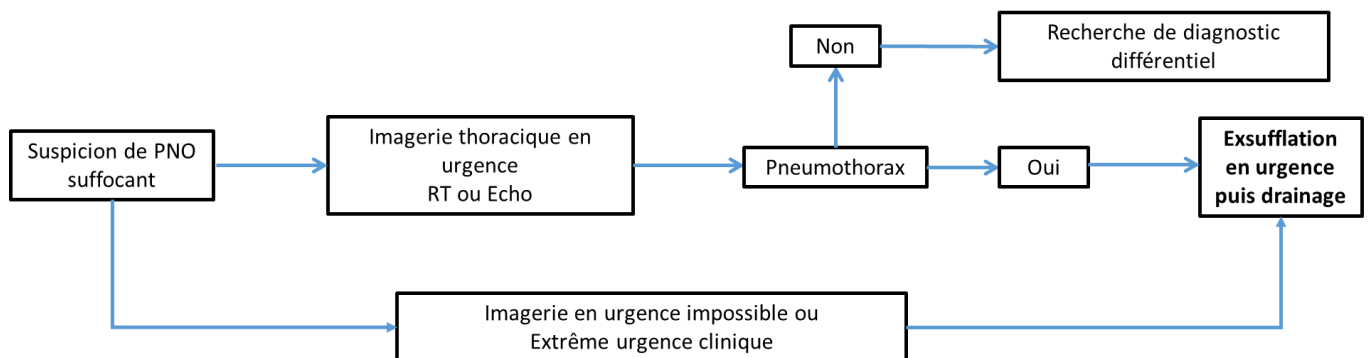 Suspicion de PNO
suffocant
Imagerie thoracique en
urgence
RT ou Echo
Pneumothorax
Non
Recherche de diagnostic
différentiel
Oui
Exsufflation
en urgence
puis drainage
Imagerie en urgence impossible ou
Extrême urgence clinique